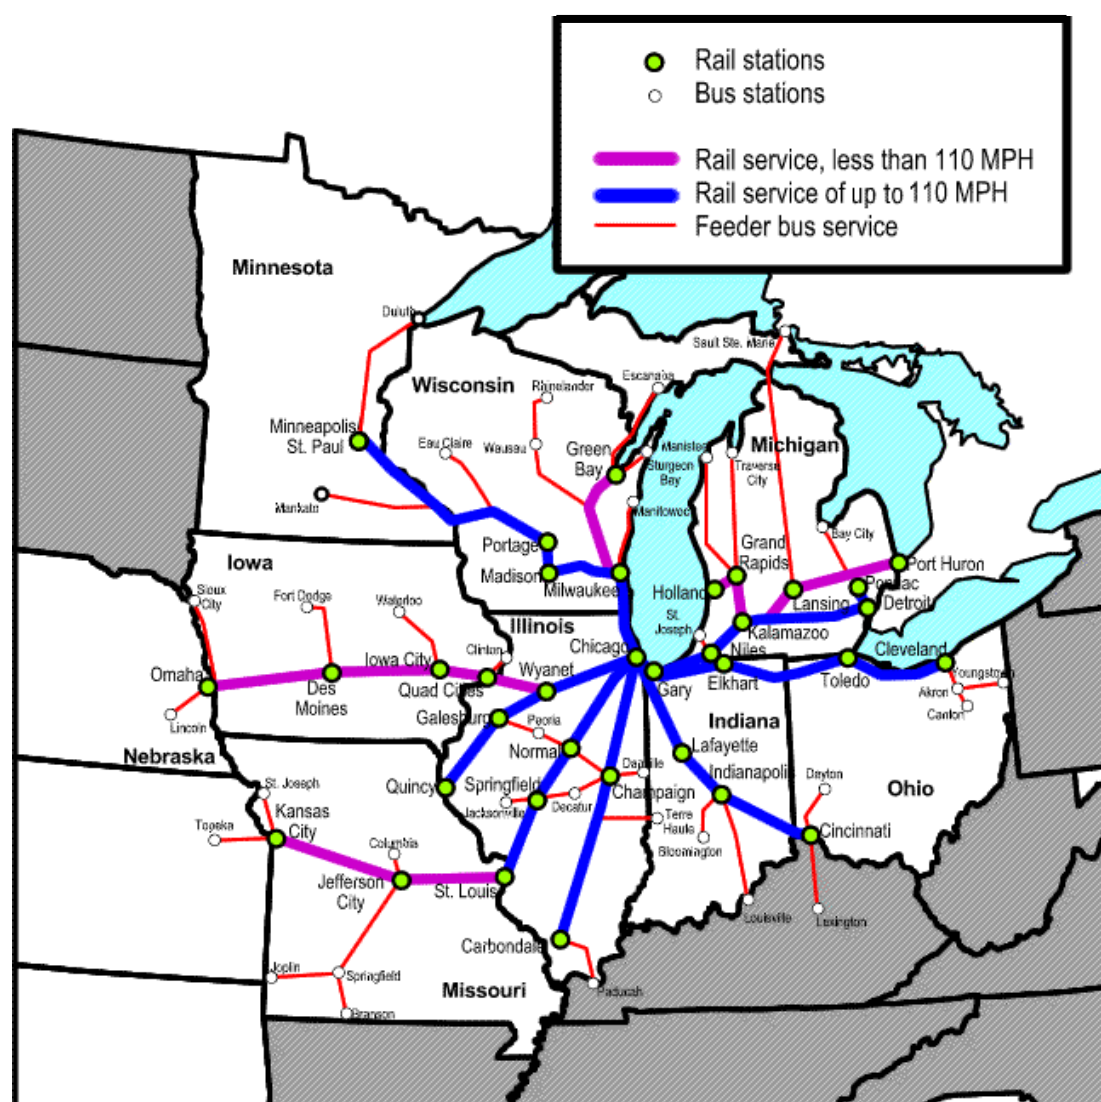 Rail stations
Bus stations
Rail service, less than 110 MPH
Rail service of up to 110 MPH
Feeder bus service
Minnesota
Duluth
Sault Ste. Marie
Wisconsin
Rhinelander
Escanaba
Minneapolis
St. Paul
Eau Claire
Wausau
Green
Bay
Manistee
Sturgeon
Bay
Michigan
Traverse
City
Mankato
Manitowoc
Bay City
Portage
Madison
Milwaukee
Grand
Rapids
Holland
Lansing
Port Huron
Pontiac
Detroit
Iowa
Sioux
City
Fort Dodge
Waterloo
Illinois
St.
Joseph
Kalamazoo
Chicago
Niles
Cleveland
Clinton
Iowa City
Wyanet
Omaha
Des
Moines
Quad Cities
Gary
Elkhart
Toledo
Youngstown
Akron
Canton
Lincoln
Galesburg
Peoria
Indiana
Nebraska
Normal
Lafayette
St. Joseph
Quincy
Springfield
Danville
Indianapolis
Dayton
Ohio
Jacksonville
Decatur
Champaign
Kansas
City
Topeka
Terre
Haute
Bloomington
Cincinnati
Columbia
Jefferson
City
St. Louis
Louisville
Lexington
Carbondale
Joplin
Springfield
Missouri
Paducah
Branson